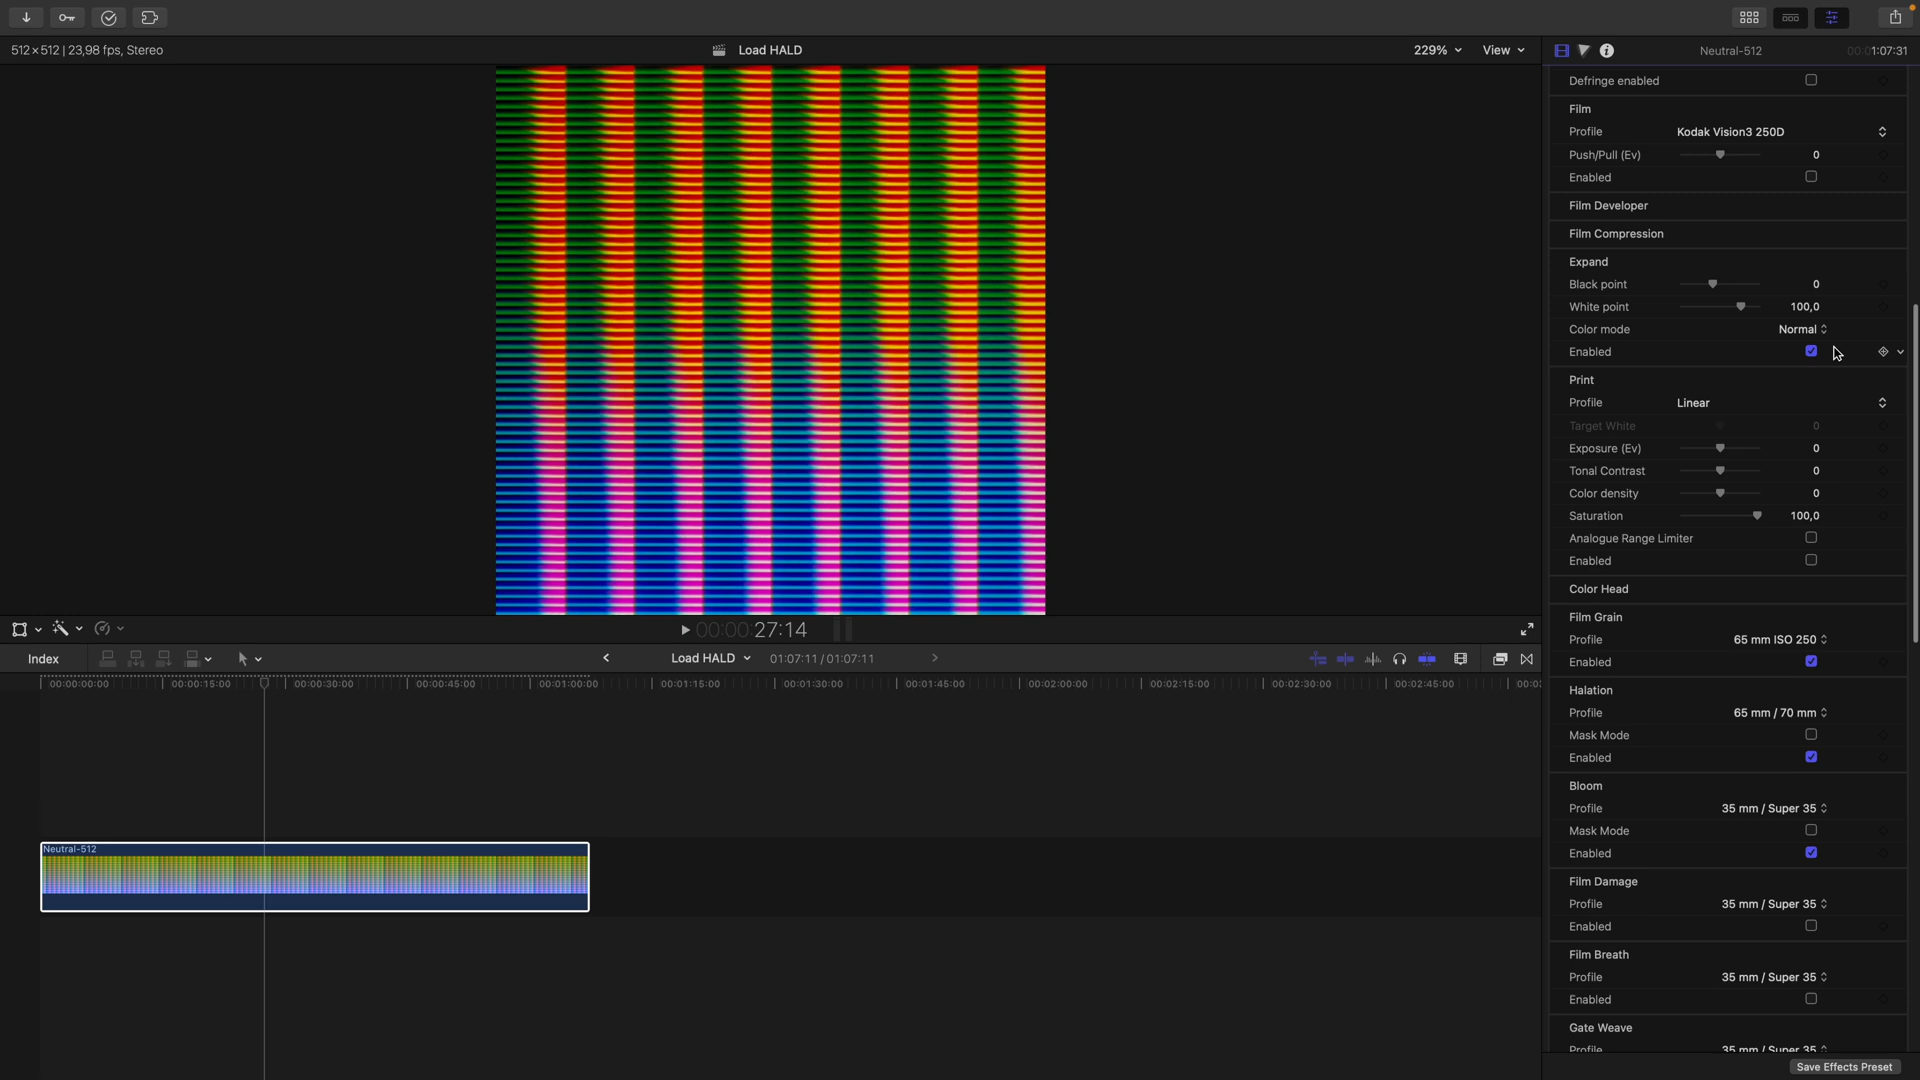 512×512 | 23,98 fps, Stereo
Load HALD
229%
View
Neutral-512
00:00:01:07:31
Defringe enabled
Film
Profile Kodak Vision3 250D
Push/Pull (Ev) 0
Enabled
Film Developer
Film Compression
Expand
Black point 0
White point 100,0
Color mode Normal
Enabled
Print
Profile Linear
Target White 0
Exposure (Ev) 0
Tonal Contrast 0
Color density 0
Saturation 100,0
Analogue Range Limiter
Enabled
Color Head
Film Grain
Profile 65 mm ISO 250
Enabled
Halation
Profile 65 mm / 70 mm
Mask Mode
Enabled
Bloom
Profile 35 mm / Super 35
Mask Mode
Enabled
Film Damage
Profile 35 mm / Super 35
Enabled
Film Breath
Profile 35 mm / Super 35
Enabled
Gate Weave
Profile 35 mm / Super 35
Save Effects Preset
00:00:27:14
Index
Load HALD 01:07:11 / 01:07:11
00:00:00:00 00:00:15:00 00:00:30:00 00:00:45:00 00:01:00:00 00:01:15:00 00:01:30:00 00:01:45:00 00:02:00:00 00:02:15:00 00:02:30:00 00:02:45:00
Neutral-512